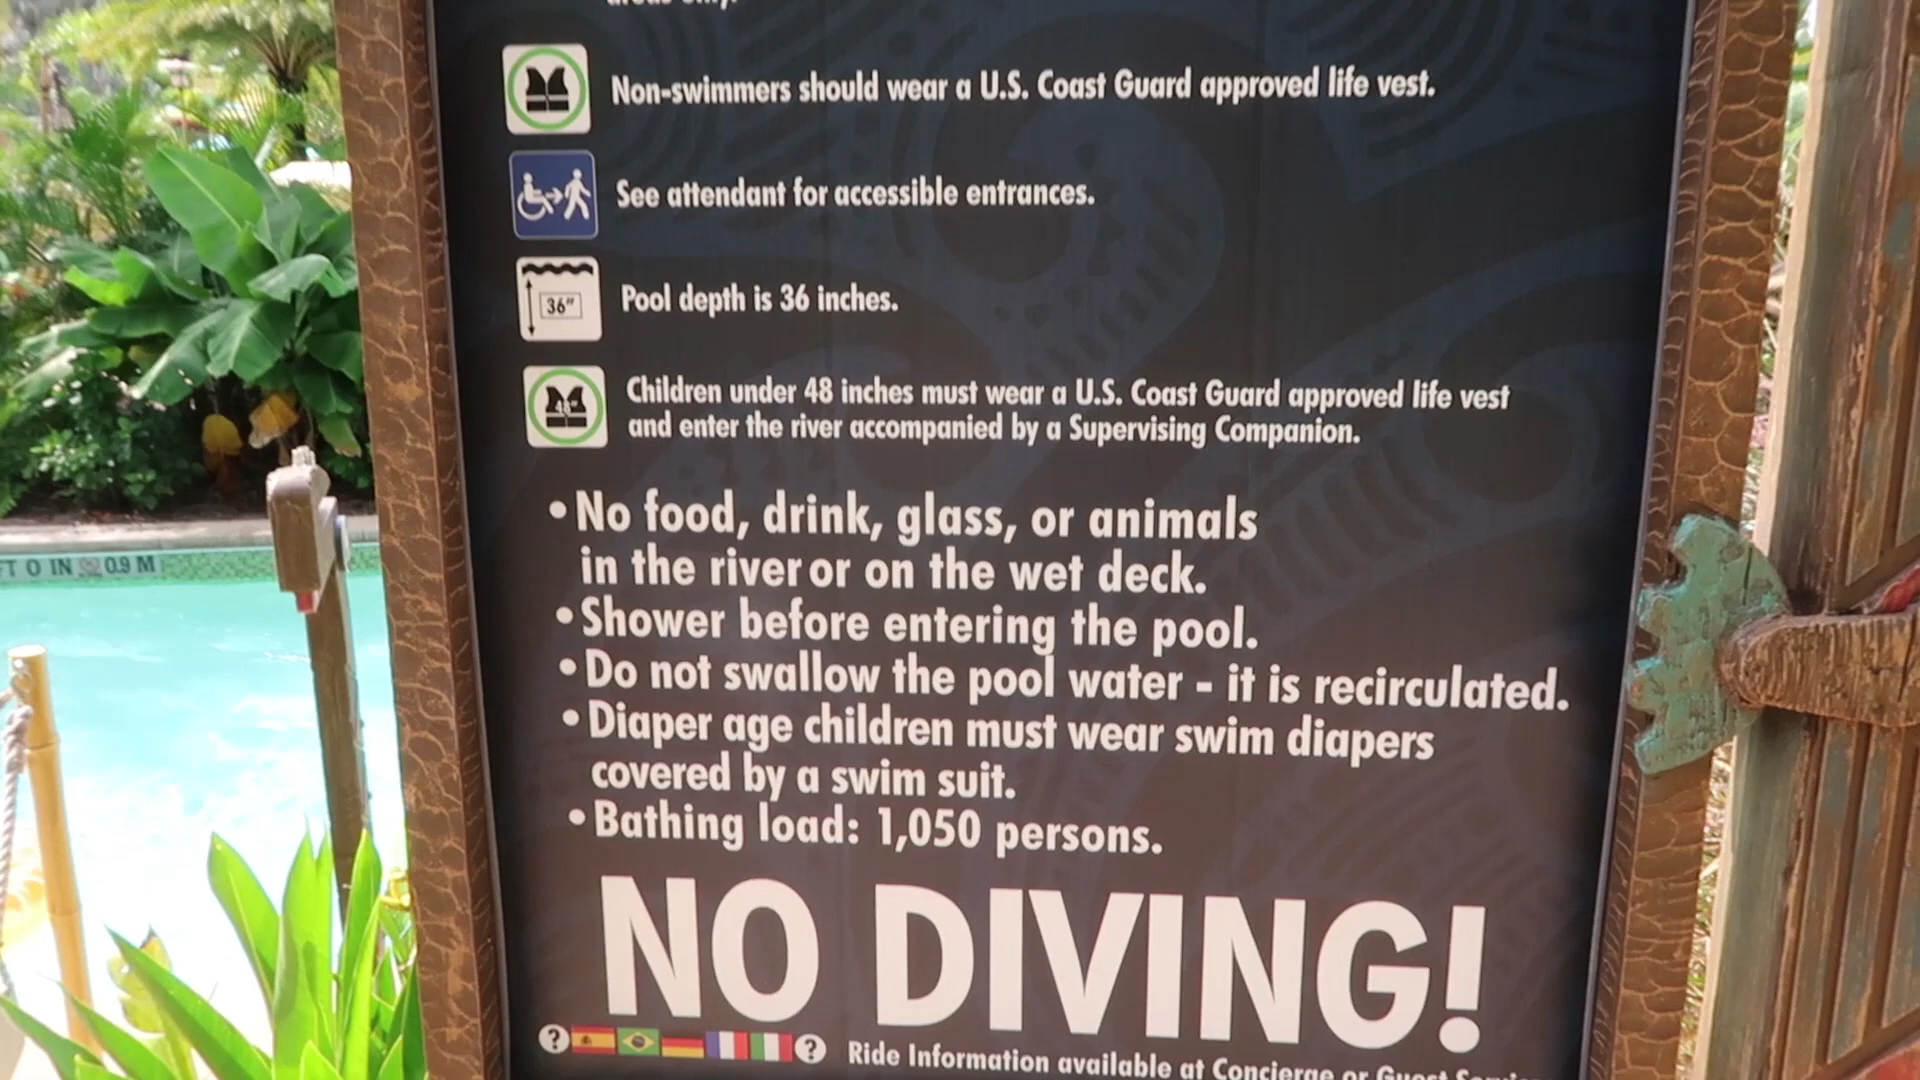 only.
Non-swimmers should wear a U.S. Coast Guard approved life vest.
See attendant for accessible entrances.
36"
Pool depth is 36 inches.
48"
Children under 48 inches must wear a U.S. Coast Guard approved life vest
and enter the river accompanied by a Supervising Companion.
•No food, drink, glass, or animals
in the river or on the wet deck.
•Shower before entering the pool.
FT 0 IN 0.9 M
•Do not swallow the pool water - it is recirculated.
•Diaper age children must wear swim diapers
covered by a swim suit.
•Bathing load: 1,050 persons.
NO DIVING!
? ? Ride Information available at Concierge or Guest